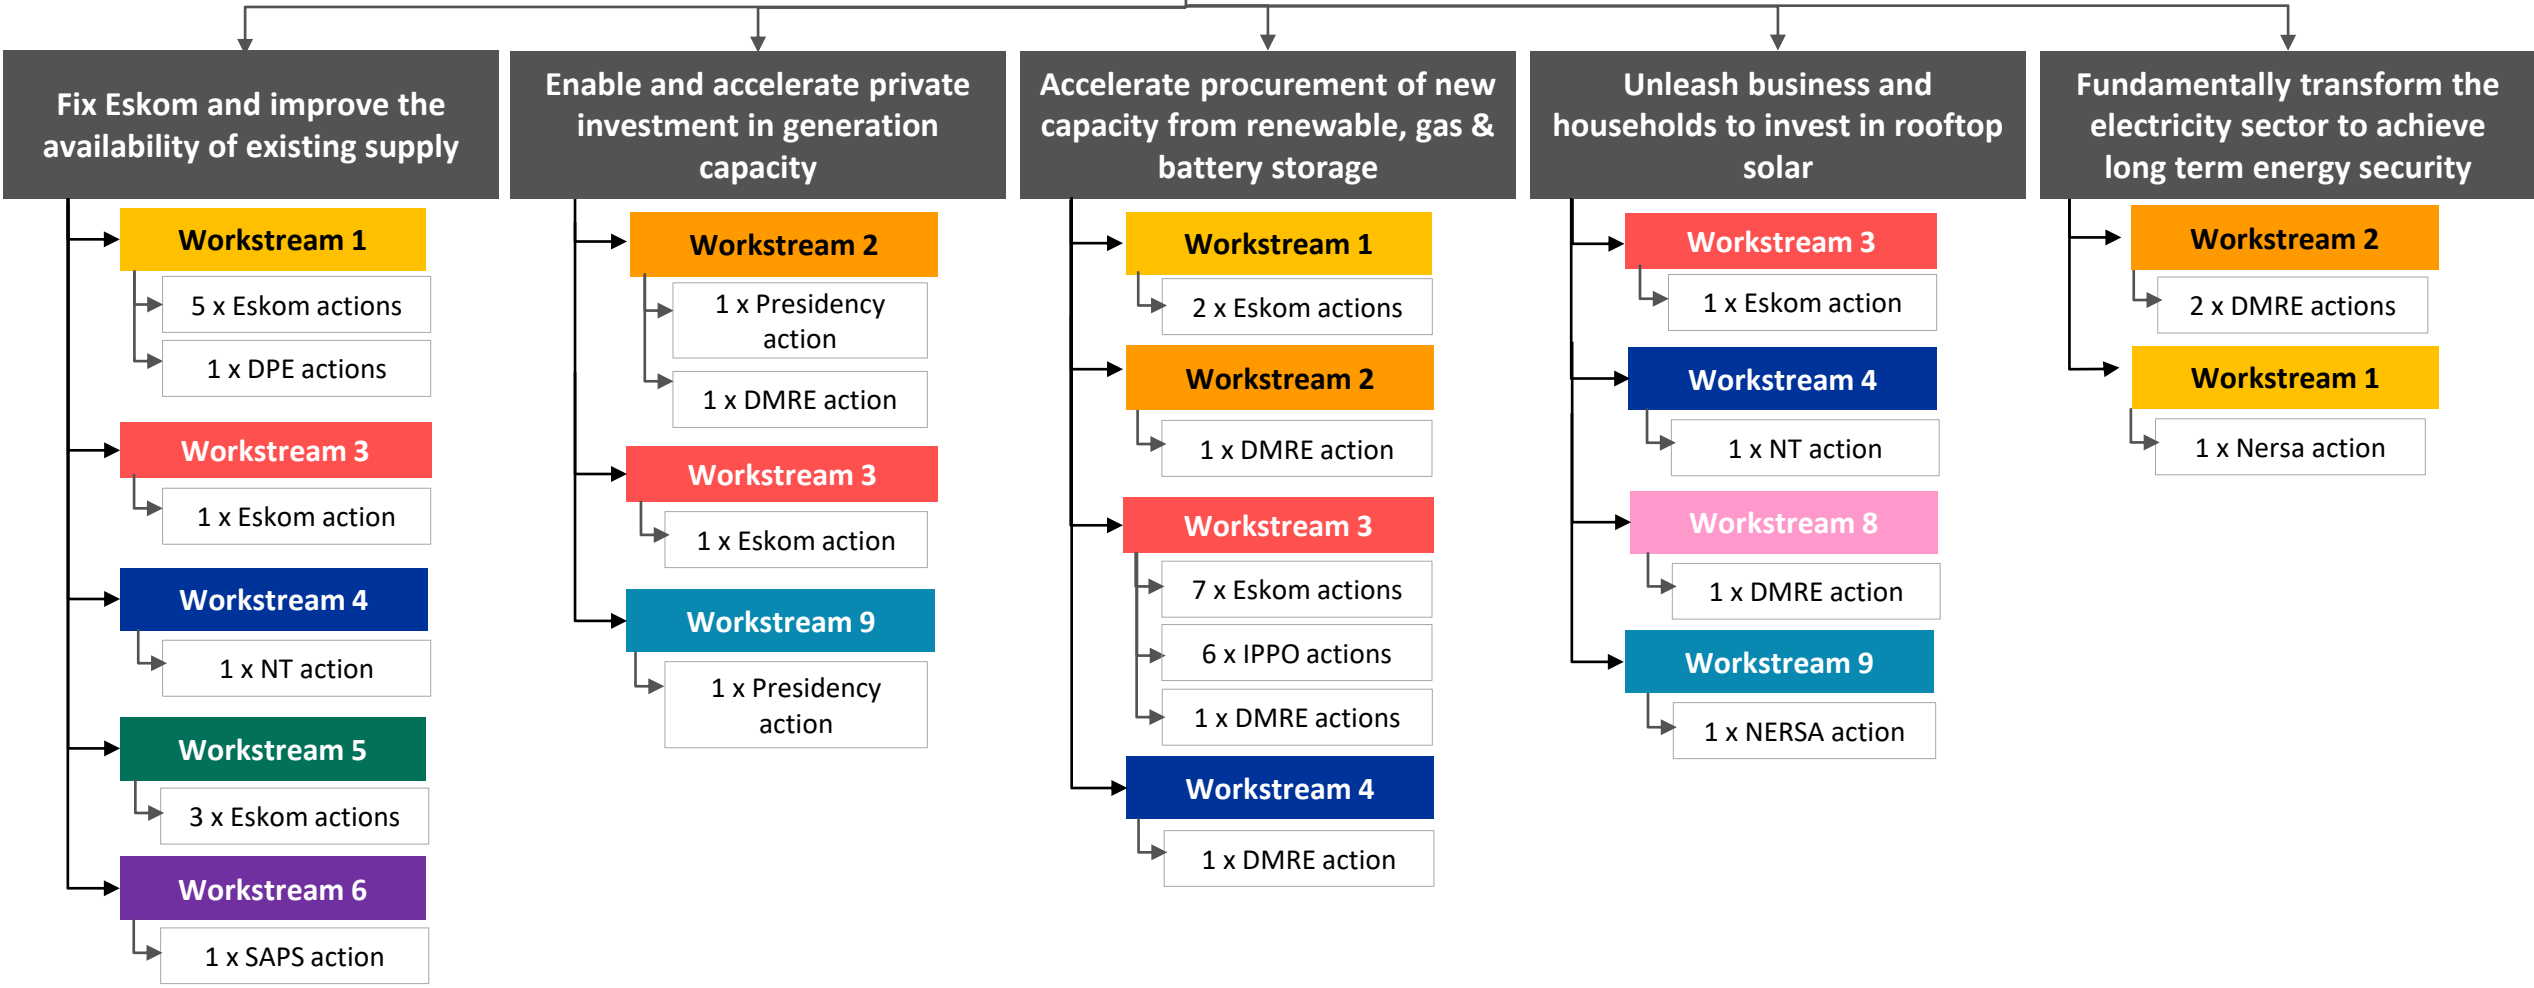 Fix Eskom and improve the
availability of existing supply
Workstream 1
5 x Eskom actions
1 x DPE actions
Workstream 3
1 x Eskom action
Workstream 4
1 x NT action
Workstream 5
3 x Eskom actions
Workstream 6
1 x SAPS action
Enable and accelerate private
investment in generation
capacity
Workstream 2
1 x Presidency
action
1 x DMRE action
Workstream 3
1 x Eskom action
Workstream 9
1 x Presidency
action
Accelerate procurement of new
capacity from renewable, gas &
battery storage
Workstream 1
2 x Eskom actions
Workstream 2
1 x DMRE action
Workstream 3
7 x Eskom actions
6 x IPPO actions
1 x DMRE actions
Workstream 4
1 x DMRE action
Unleash business and
households to invest in rooftop
solar
Workstream 3
1 x Eskom action
Workstream 4
1 x NT action
Workstream 8
1 x DMRE action
Workstream 9
1 x NERSA action
Fundamentally transform the
electricity sector to achieve
long term energy security
Workstream 2
2 x DMRE actions
Workstream 1
1 x Nersa action